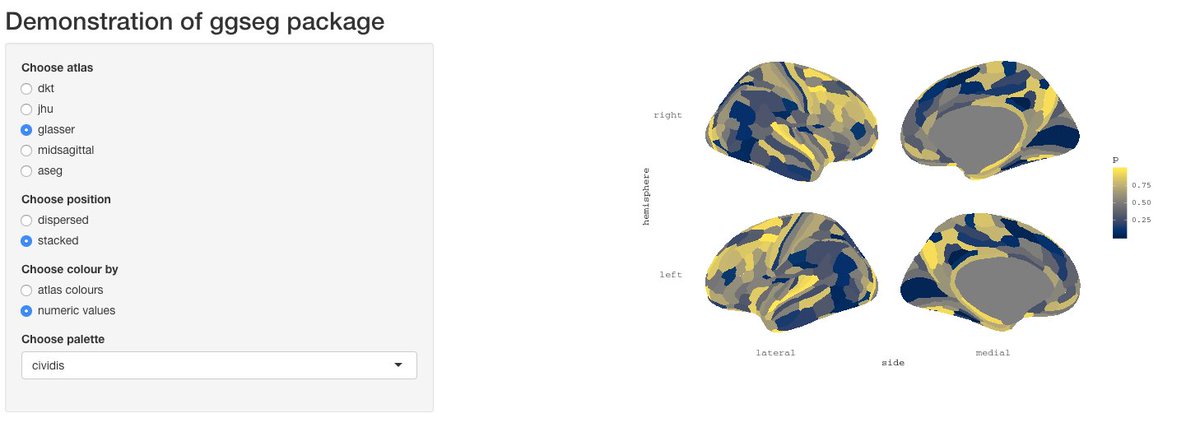 Demonstration of ggseg package
Choose atlas
dkt
jhu
glasser
midsagittal
aseg
Choose position
dispersed
stacked
Choose colour by
atlas colours
numeric values
Choose palette
cividis
right
left
hemisphere
lateral
medial
side
p
0.75
0.50
0.25